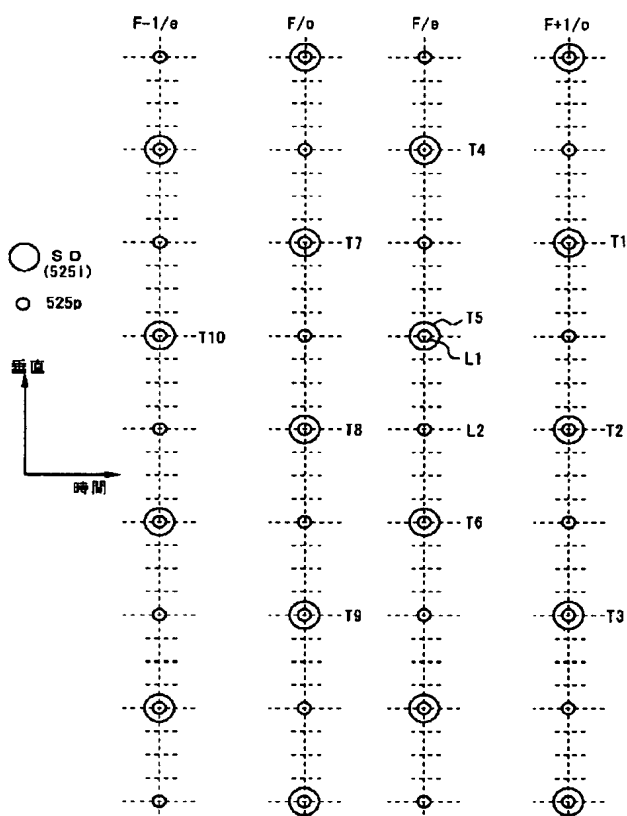 F-1/e F/o F/e F+1/o
T4
T7 T1
SD
(525i)
525p
T5
T10
L1
垂直
T8 L2 T2
時間
T6
T9 T3